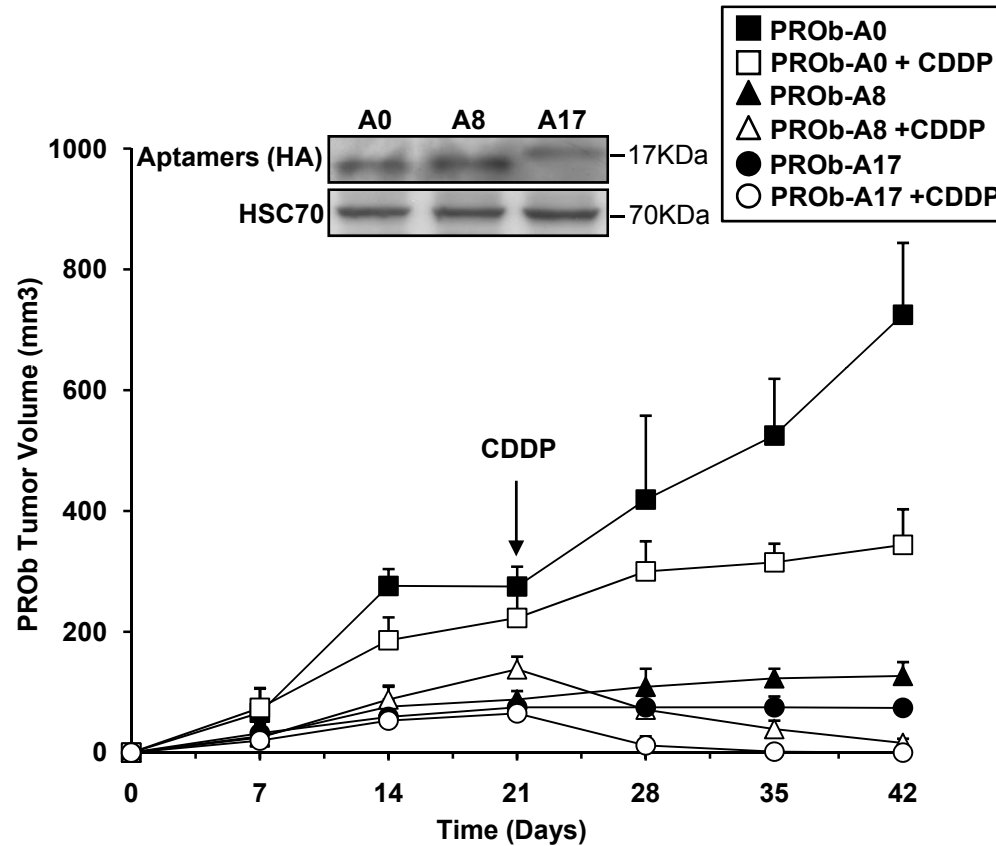 PROb-A0
PROb-A0 + CDDP
PROb-A8
PROb-A8 +CDDP
PROb-A17
PROb-A17 +CDDP
A0 A8 A17
Aptamers (HA) 17KDa
HSC70 70KDa
PROb Tumor Volume (mm3)
1000
800
600
400
200
0
CDDP
0 7 14 21 28 35 42
Time (Days)